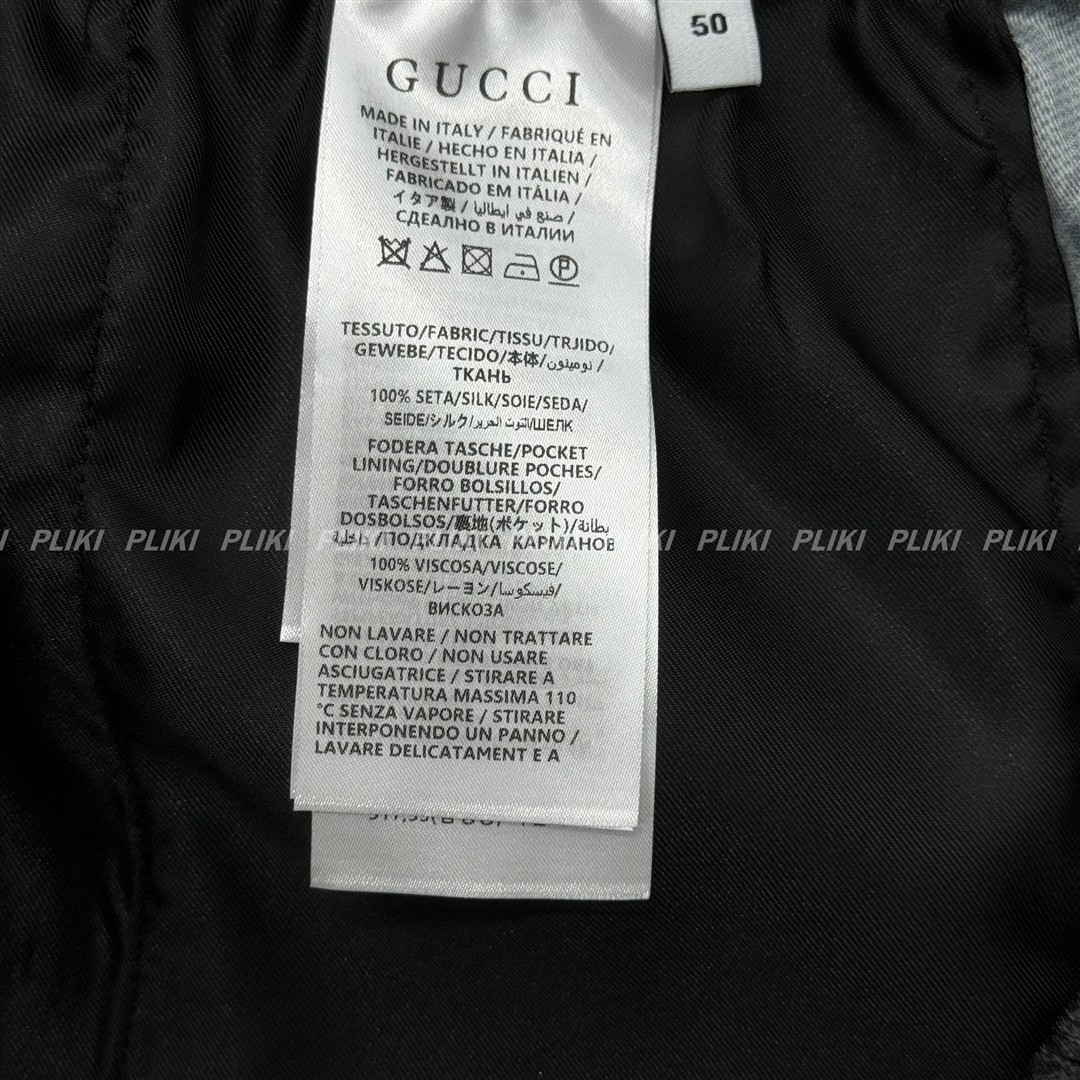 50
GUCCI
MADE IN ITALY / FABRIQUÉ EN
ITALIE / HECHO EN ITALIA /
HERGESTELLT IN ITALIEN /
FABRICADO EM ITÁLIA /
イタア製 / صنع في ايطاليا /
СДЕАЛНО В ИТАЛИИ
P
TESSUTO/FABRIC/TISSU/TRJIDO/
GEWEBE/TECIDO/本体/نومينون /
ТКАНЬ
100% SETA/SILK/SOIE/SEDA/
SEIDE/シルク/التوت الحرير/ШЕЛК
FODERA TASCHE/POCKET
LINING/DOUBLURE POCHES/
FORRO BOLSILLOS/
TASCHENFUTTER/FORRO
DOSBOLSOS/裏地(ポケット)/بطانة
داخلية /ПОДКЛАДКА КАРМАНОВ
100% VISCOSA/VISCOSE/
VISKOSE/レーヨン/فيسكوسا/
ВИСКОЗА
NON LAVARE / NON TRATTARE
CON CLORO / NON USARE
ASCIUGATRICE / STIRARE A
TEMPERATURA MASSIMA 110
°C SENZA VAPORE / STIRARE
INTERPONENDO UN PANNO /
LAVARE DELICATAMENT E A
PLIKI PLIKI PLIKI PLIKI PLIKI PLIKI PLIKI